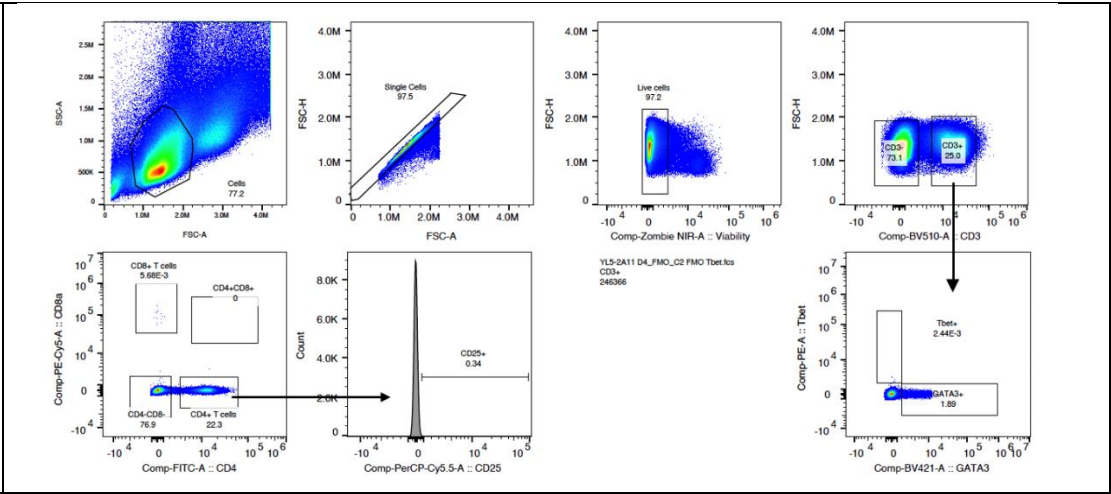 2.5M
2.0M
1.5M
1.0M
500K
0
SSC-A
Cells
77.2
0
1.0M
2.0M
3.0M
4.0M
FSC-A
4.0M
3.0M
2.0M
1.0M
0
FSC-H
Single Cells
97.5
0
1.0M
2.0M
3.0M
4.0M
FSC-A
4.0M
3.0M
2.0M
1.0M
0
FSC-H
Live cells
97.2
-10 4
0
10 4
10 5
10 6
Comp-Zombie NIR-A :: Viability
4.0M
3.0M
2.0M
1.0M
0
FSC-H
CD3-
73.1
CD3+
25.0
-10 4
0
10 4
10 5
10 6
Comp-BV510-A :: CD3
10 7
10 6
10 5
10 4
0
-10 4
Comp-PE-Cy5-A :: CD8a
CD8+ T cells
5.68E-3
CD4+CD8+
0
CD4-CD8-
76.9
CD4+ T cells
22.3
-10 4
0
10 4
10 5
10 6
Comp-FITC-A :: CD4
8.0K
6.0K
4.0K
2.0K
0
Count
CD25+
0.34
-10 4
0
10 4
10 5
Comp-PerCP-Cy5.5-A :: CD25
YL5-2A11 D4_FMO_C2 FMO Tbet.fcs
CD3+
246366
10 7
10 6
10 5
10 4
0
-10 4
Comp-PE-A :: Tbet
Tbet+
2.44E-3
GATA3+
1.89
-10 4
0
10 4
10 5
10 6
10 7
Comp-BV421-A :: GATA3